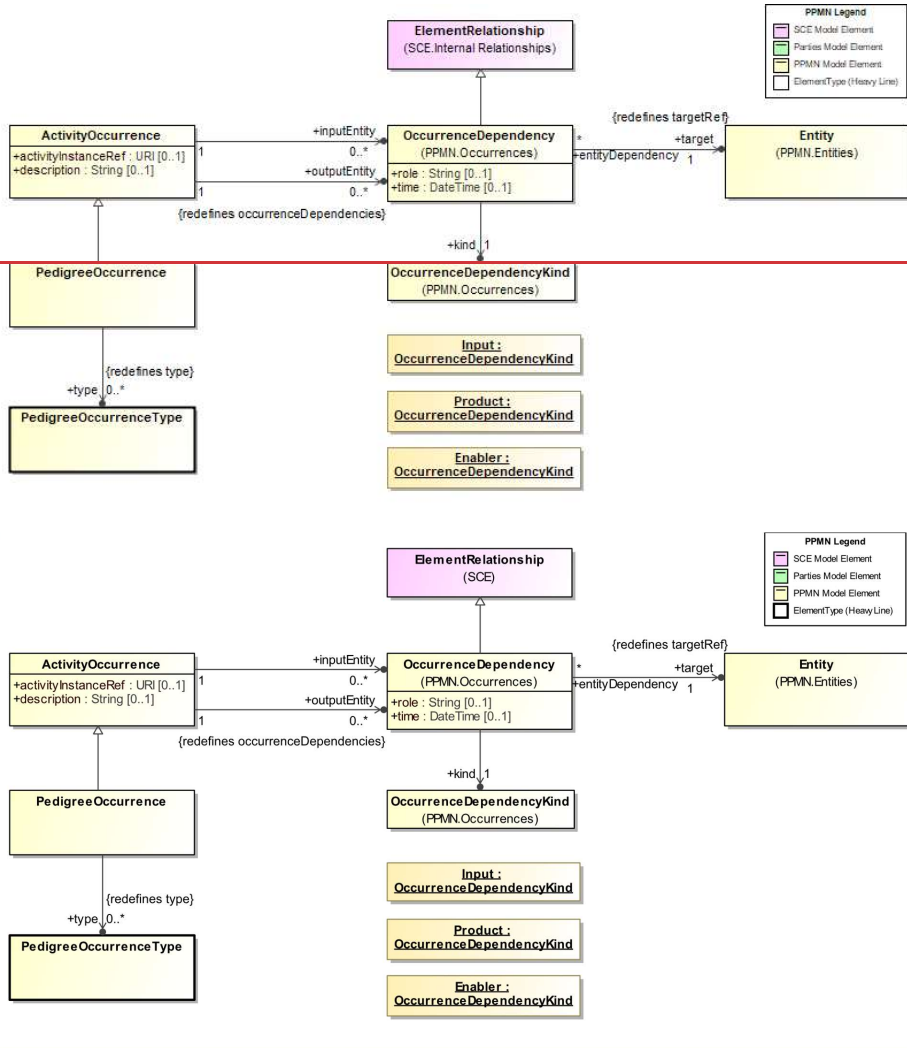 PPMN Legend
SCE Model Element
Parties Model Element
PPMN Model Element
ElementType (Heavy Line)
ElementRelationship
(SCE.Internal Relationships)
{redefines targetRef}
ActivityOccurrence
+activityInstanceRef : URI [0..1]
+description : String [0..1]
+inputEntity
1
0..*
+outputEntity
1
0..*
{redefines occurrenceDependencies}
OccurrenceDependency
(PPMN.Occurrences)
+role : String [0..1]
+time : DateTime [0..1]
*
+target
+entityDependency
1
Entity
(PPMN.Entities)
+kind
1
PedigreeOccurrence
OccurrenceDependencyKind
(PPMN.Occurrences)
{redefines type}
+type
0..*
PedigreeOccurrenceType
Input :
OccurrenceDependencyKind
Product :
OccurrenceDependencyKind
Enabler :
OccurrenceDependencyKind
PPMN Legend
SCE Model Element
Parties Model Element
PPMN Model Element
ElementType (Heavy Line)
ElementRelationship
(SCE)
{redefines targetRef}
ActivityOccurrence
+activityInstanceRef : URI [0..1]
+description : String [0..1]
+inputEntity
1
0..*
+outputEntity
1
0..*
{redefines occurrenceDependencies}
OccurrenceDependency
(PPMN.Occurrences)
+role : String [0..1]
+time : DateTime [0..1]
*
+target
+entityDependency
1
Entity
(PPMN.Entities)
+kind
1
PedigreeOccurrence
OccurrenceDependencyKind
(PPMN.Occurrences)
{redefines type}
+type
0..*
PedigreeOccurrenceType
Input :
OccurrenceDependencyKind
Product :
OccurrenceDependencyKind
Enabler :
OccurrenceDependencyKind